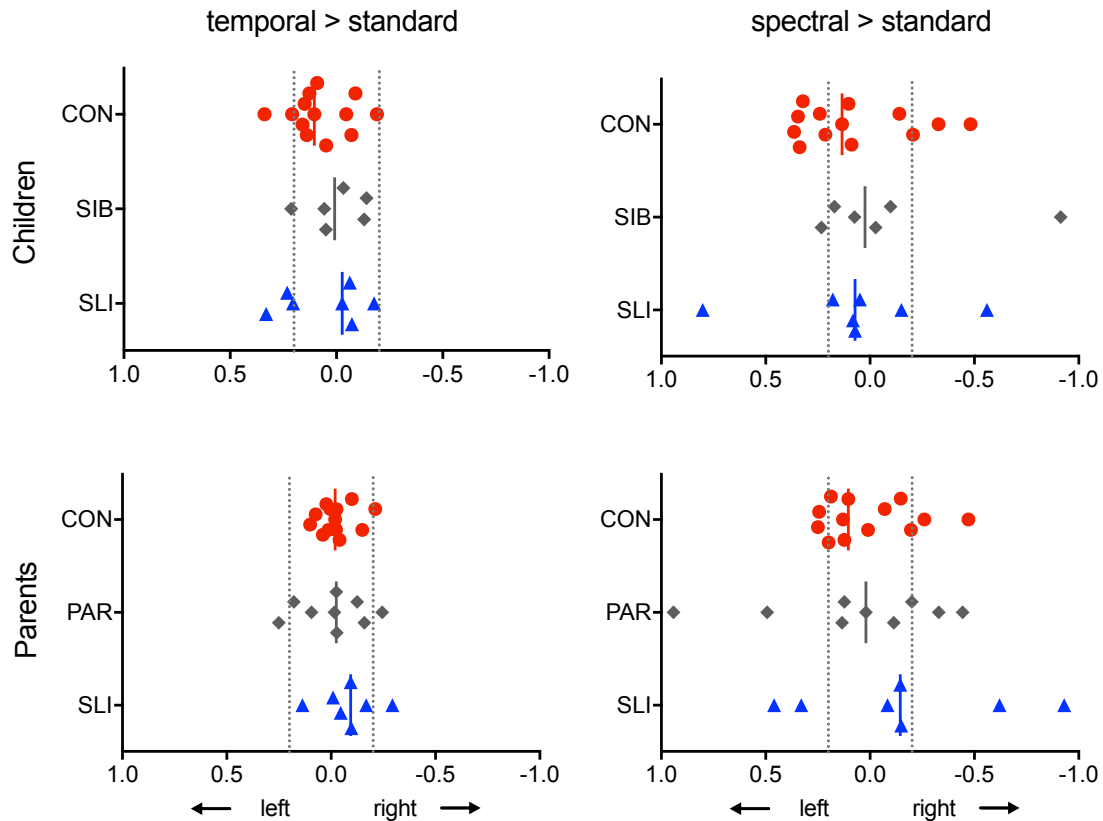 temporal > standard
spectral > standard
Children
CON
SIB
SLI
1.0 0.5 0.0 -0.5 -1.0
CON
SIB
SLI
1.0 0.5 0.0 -0.5 -1.0
Parents
CON
PAR
SLI
1.0 0.5 0.0 -0.5 -1.0
left right
CON
PAR
SLI
1.0 0.5 0.0 -0.5 -1.0
left right